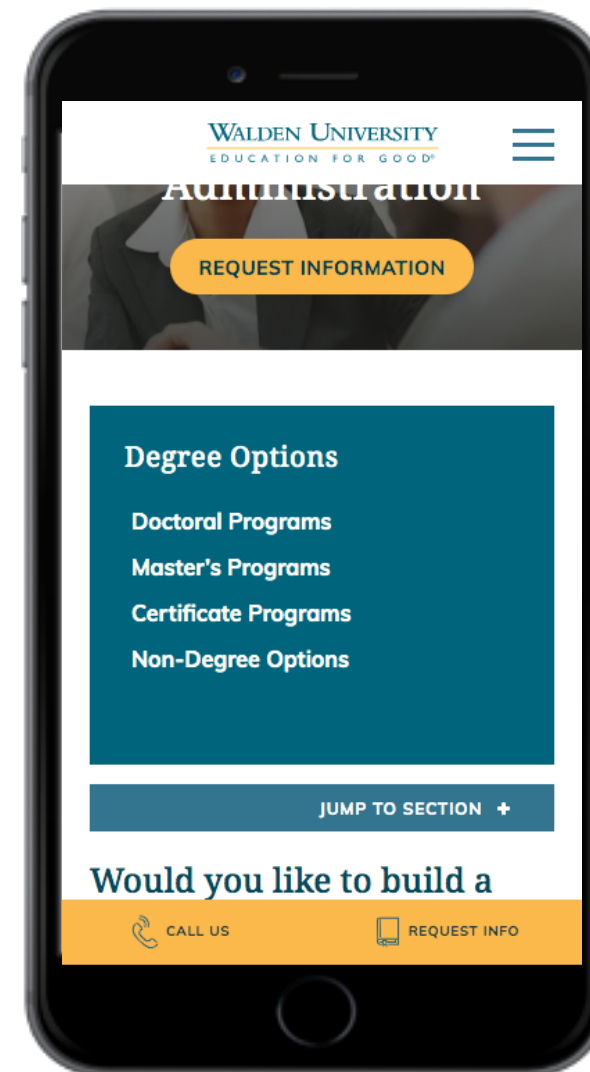 WALDEN UNIVERSITY
EDUCATION FOR GOOD®
Administration
REQUEST INFORMATION
Degree Options
Doctoral Programs
Master's Programs
Certificate Programs
Non-Degree Options
JUMP TO SECTION +
Would you like to build a
CALL US REQUEST INFO